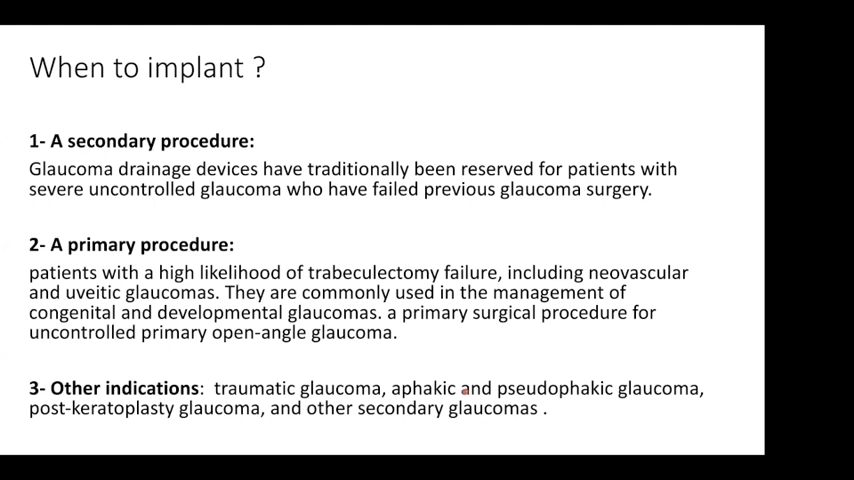 When to implant ?
1- A secondary procedure:
Glaucoma drainage devices have traditionally been reserved for patients with
severe uncontrolled glaucoma who have failed previous glaucoma surgery.
2- A primary procedure:
patients with a high likelihood of trabeculectomy failure, including neovascular
and uveitic glaucomas. They are commonly used in the management of
congenital and developmental glaucomas. a primary surgical procedure for
uncontrolled primary open-angle glaucoma.
3- Other indications:  traumatic glaucoma, aphakic and pseudophakic glaucoma,
post-keratoplasty glaucoma, and other secondary glaucomas .